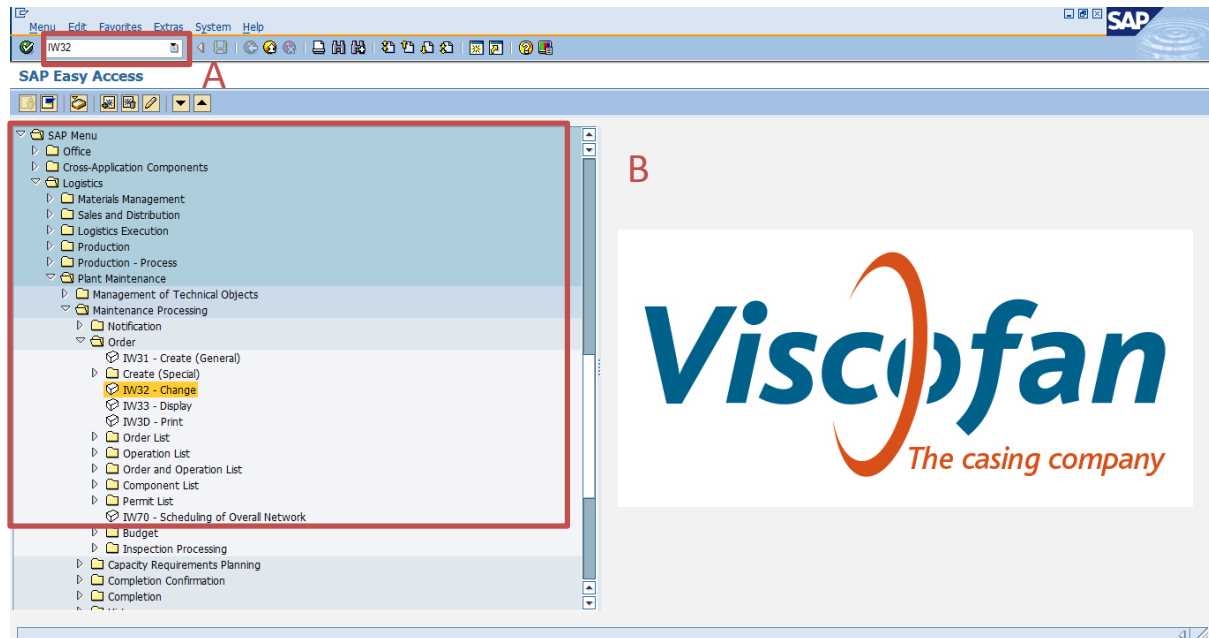 Menu Edit Favorites Extras System Help
SAP
IW32
A
SAP Easy Access
SAP Menu
Office
Cross-Application Components
Logistics
Materials Management
Sales and Distribution
Logistics Execution
Production
Production - Process
Plant Maintenance
Management of Technical Objects
Maintenance Processing
Notification
Order
IW31 - Create (General)
Create (Special)
IW32 - Change
IW33 - Display
IW3D - Print
Order List
Operation List
Order and Operation List
Component List
Permit List
IW70 - Scheduling of Overall Network
Budget
Inspection Processing
Capacity Requirements Planning
Completion Confirmation
Completion
B
Viscofan
The casing company